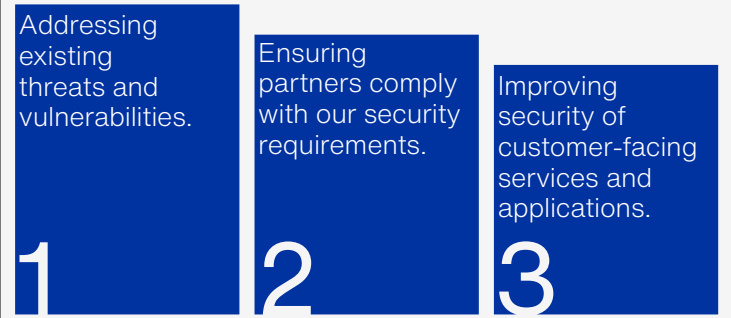 Addressing
existing
threats and
vulnerabilities.
1
Ensuring
partners comply
with our security
requirements.
2
Improving
security of
customer-facing
services and
applications.
3